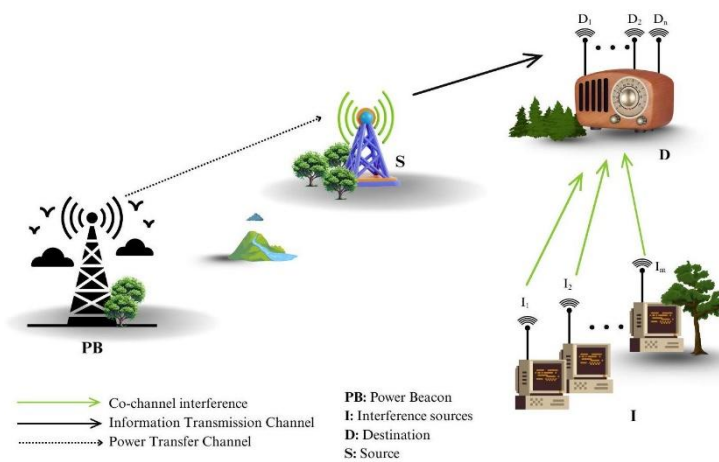 D1
D2
Dn
D
S
PB
I1
I2
Im
I
Co-channel interference
Information Transmission Channel
Power Transfer Channel
PB: Power Beacon
I: Interference sources
D: Destination
S: Source